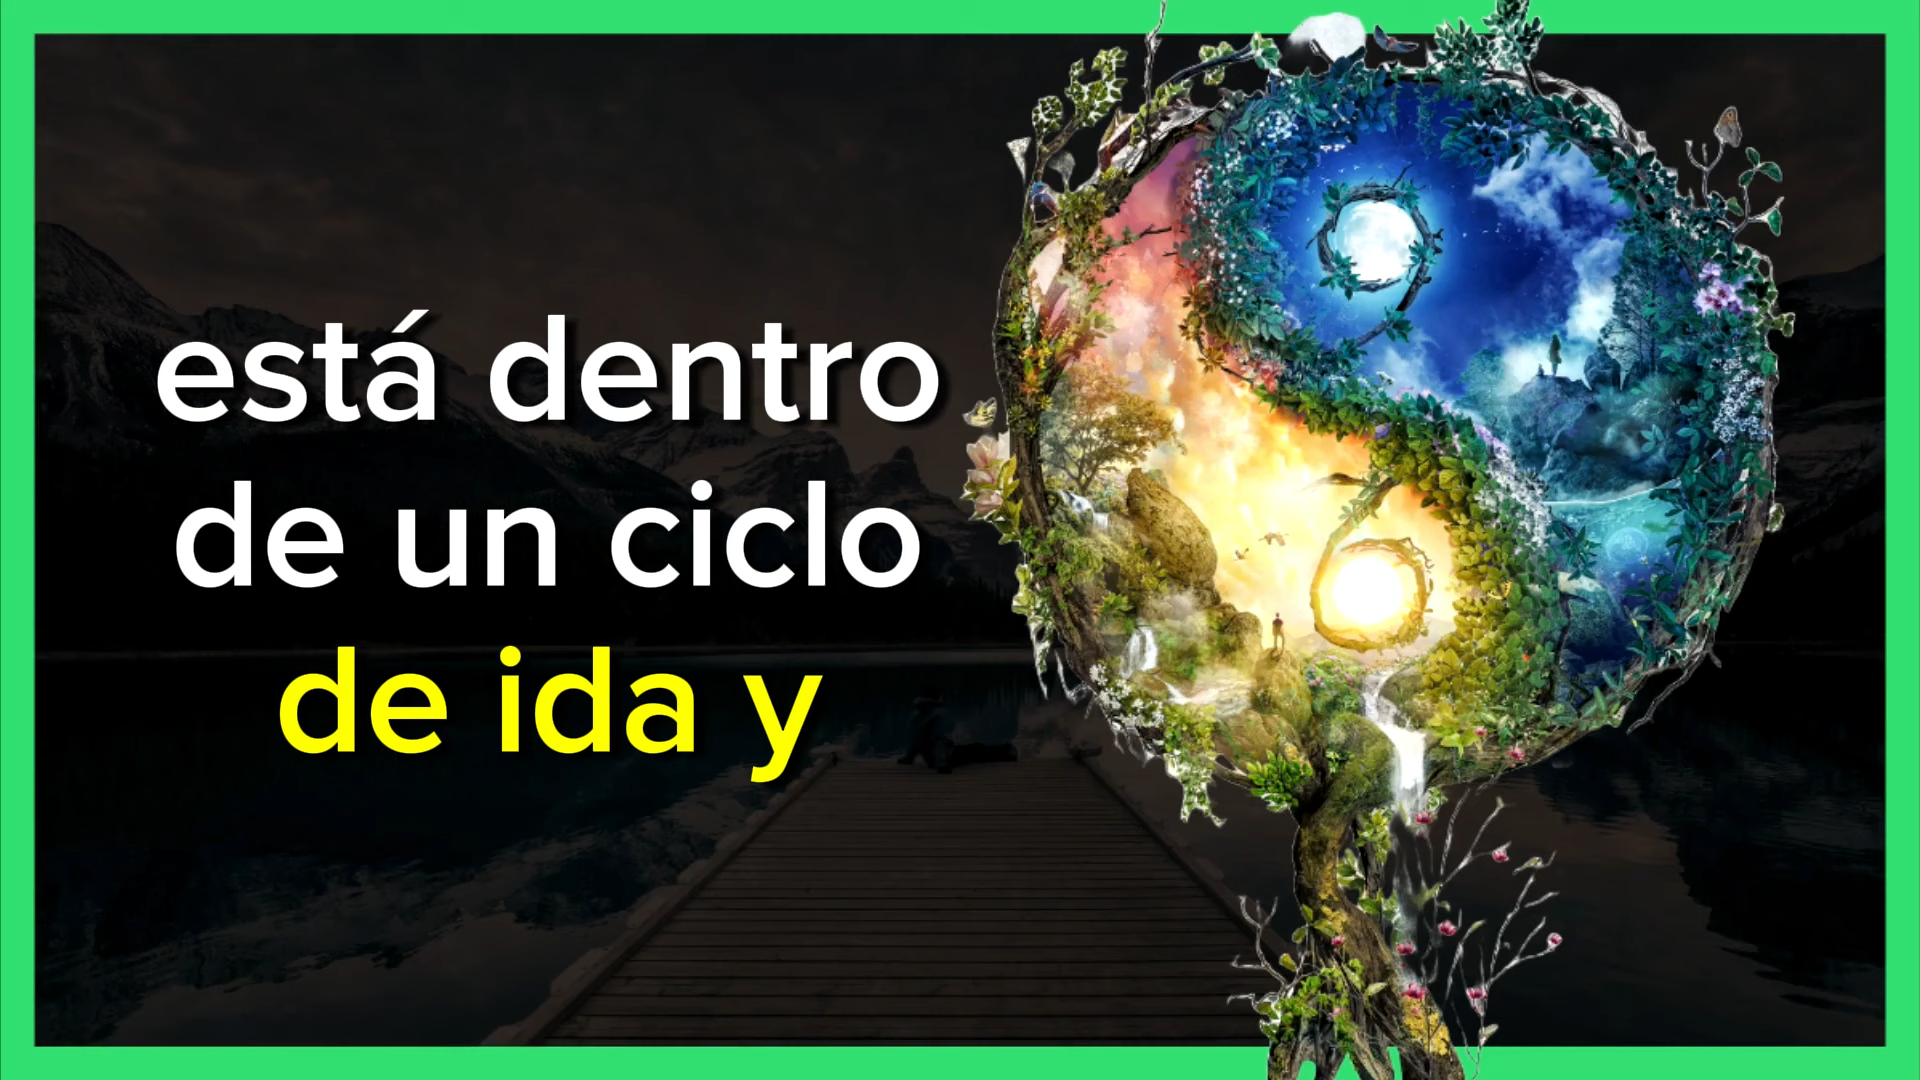 está dentro
de un ciclo
de ida y